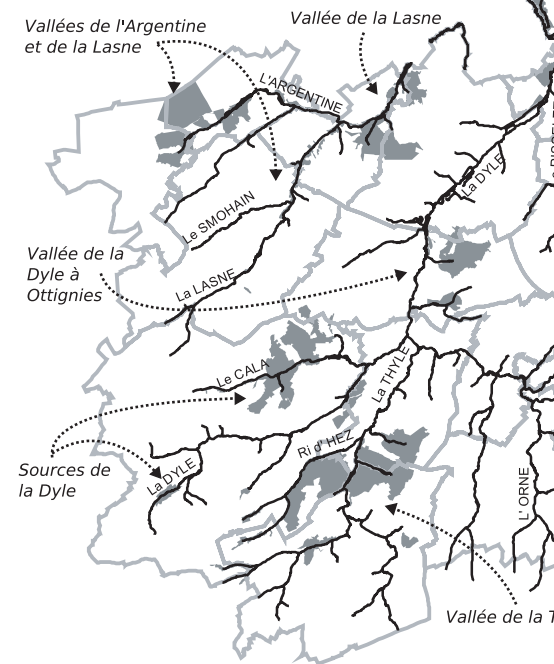 Vallées de l'Argentine
et de la Lasne
Vallée de la Lasne
L'ARGENTINE
La DYLE
Le SMOHAIN
Vallée de la
Dyle à
Ottignies
La LASNE
Le CALA
La THYLE
Ri d' HEZ
Sources de
la Dyle
La DYLE
L' ORNE
Vallée de la T